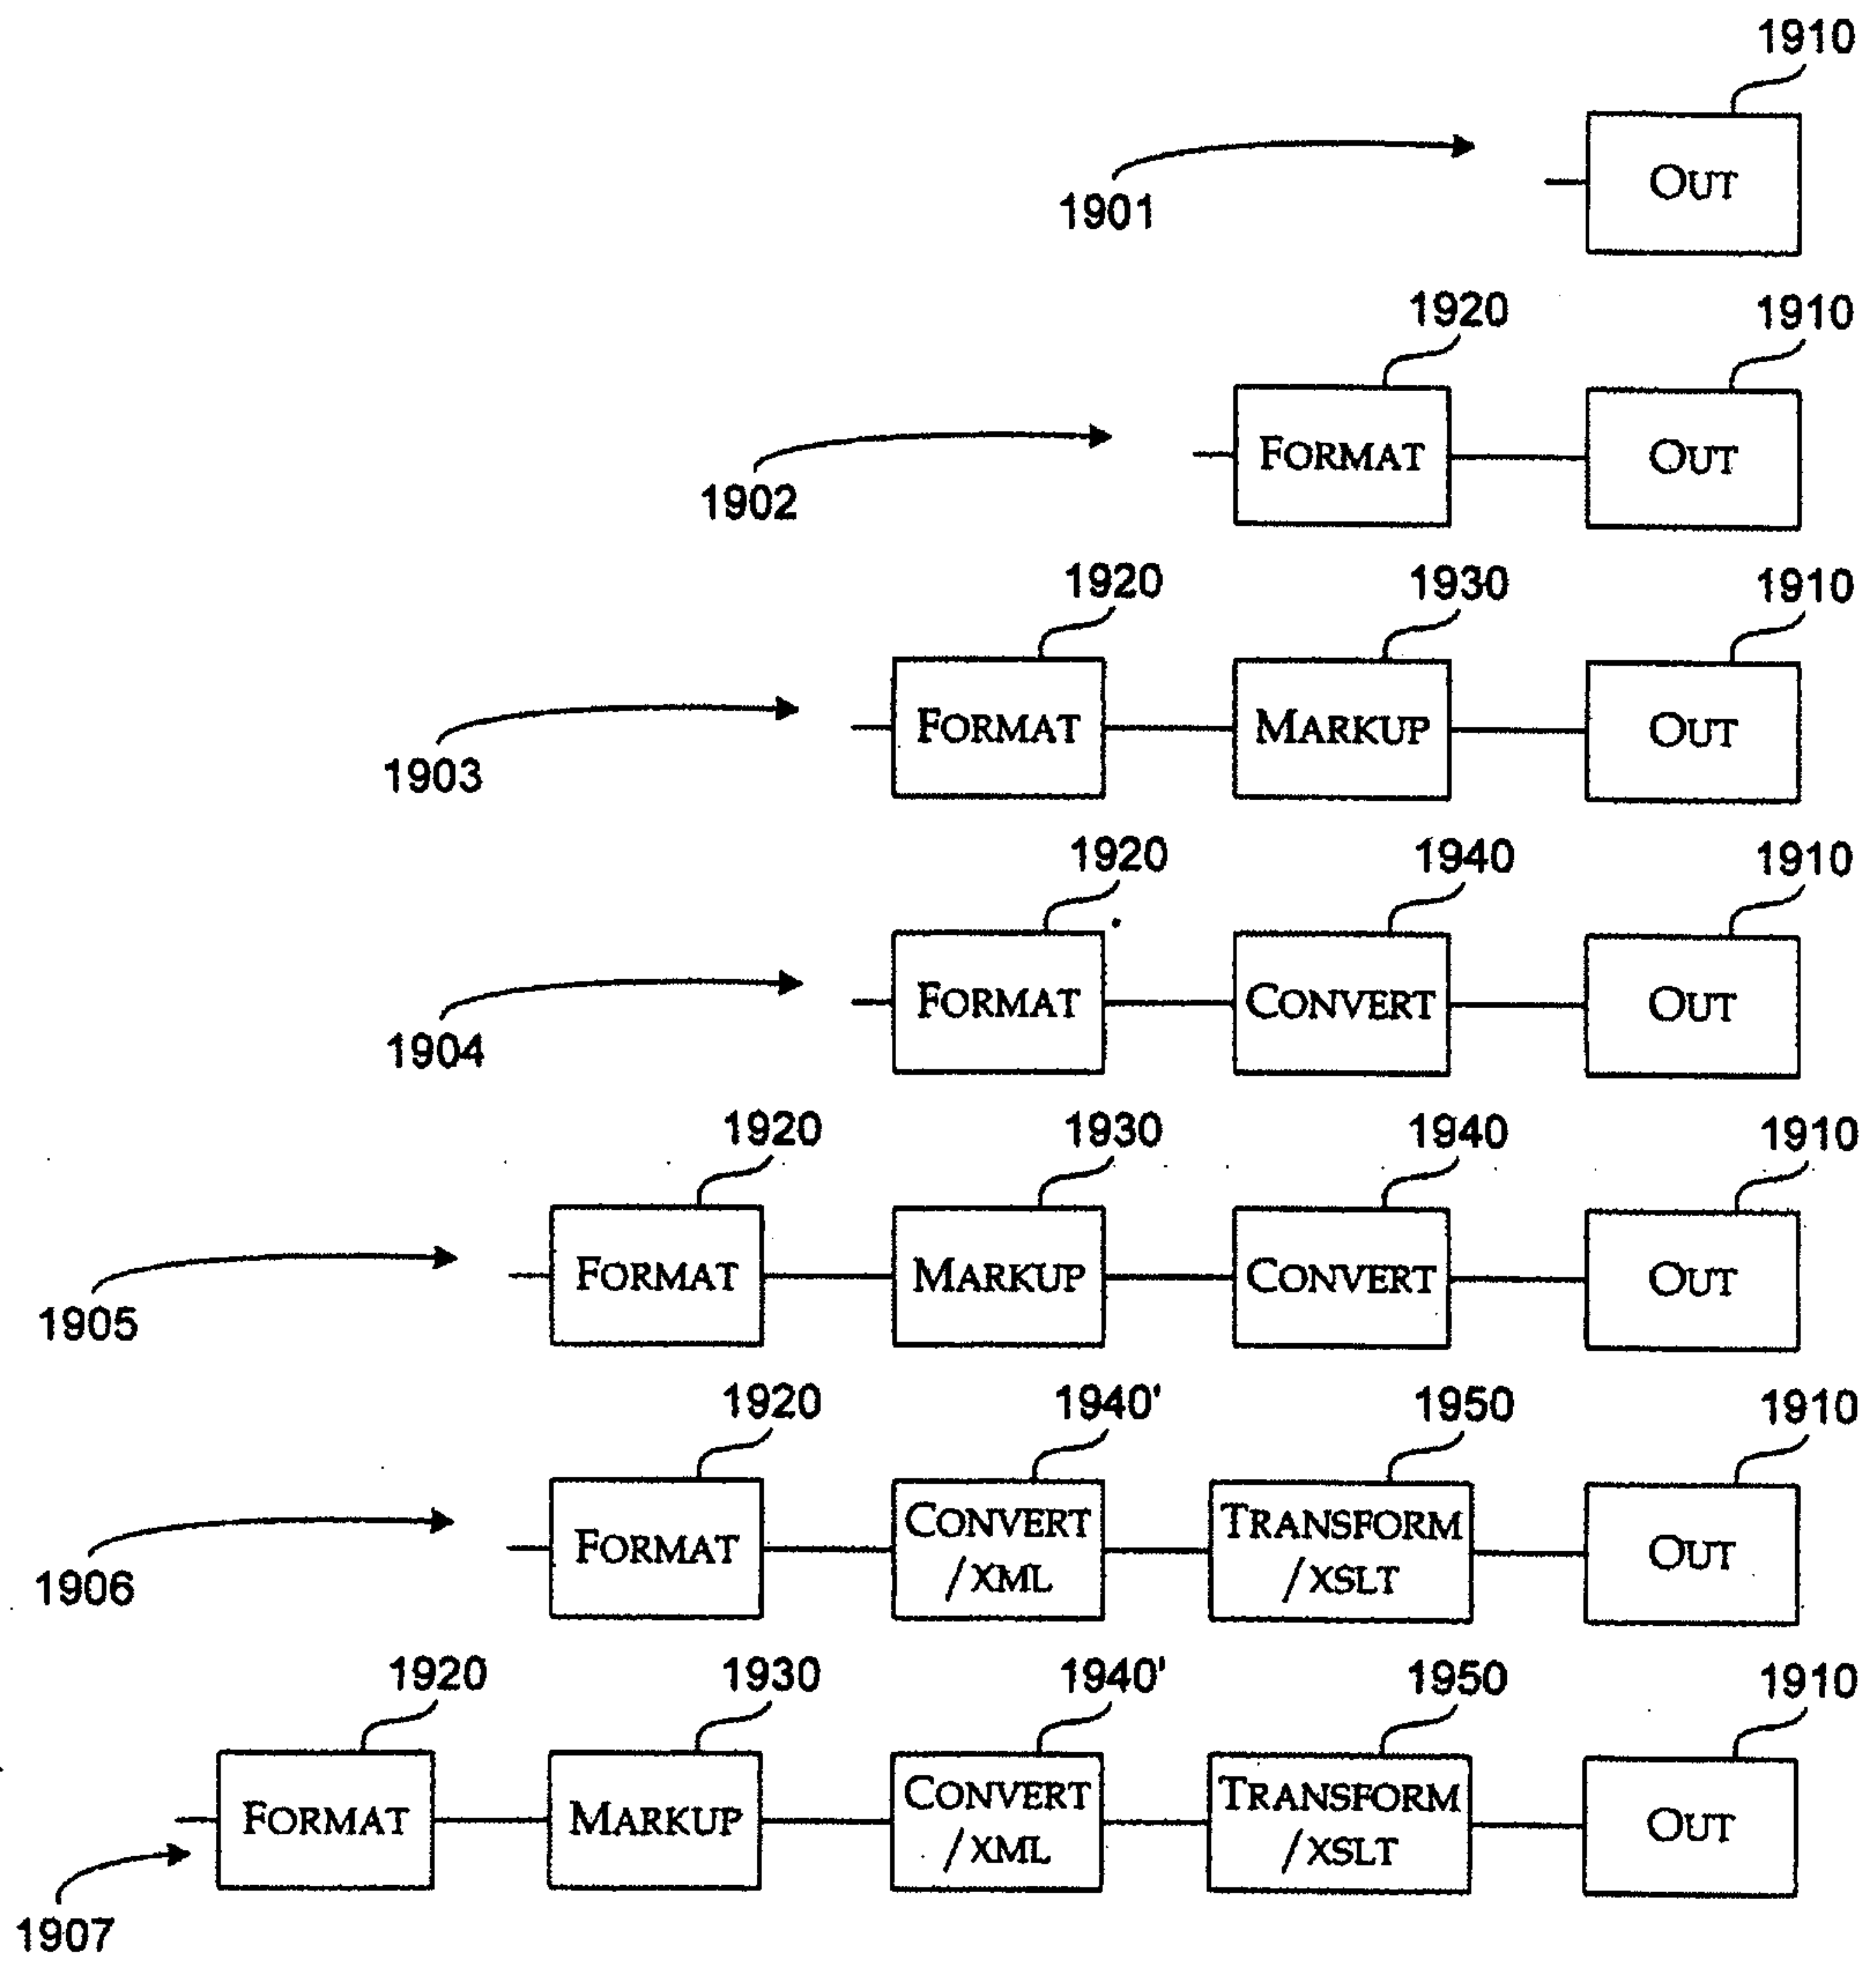 1910
OUT
1901
1920 1910
FORMAT OUT
1902
1920 1930 1910
FORMAT MARKUP OUT
1903
1920 1940 1910
FORMAT CONVERT OUT
1904
1920 1930 1940 1910
FORMAT MARKUP CONVERT OUT
1905
1920 1940' 1950 1910
FORMAT CONVERT /XML TRANSFORM /XSLT OUT
1906
1920 1930 1940' 1950 1910
FORMAT MARKUP CONVERT /XML TRANSFORM /XSLT OUT
1907